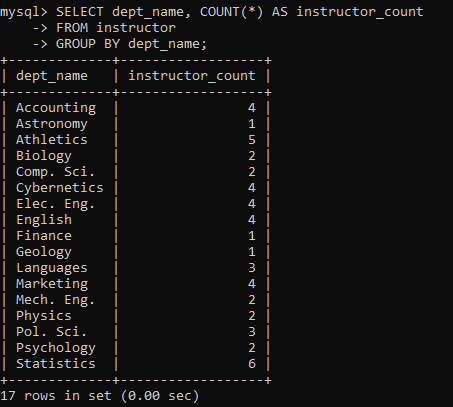 mysql> SELECT dept_name, COUNT(*) AS instructor_count
    -> FROM instructor
    -> GROUP BY dept_name;
+-------------+------------------+
| dept_name   | instructor_count |
+-------------+------------------+
| Accounting  |                4 |
| Astronomy   |                1 |
| Athletics   |                5 |
| Biology     |                2 |
| Comp. Sci.  |                2 |
| Cybernetics |                4 |
| Elec. Eng.  |                4 |
| English     |                4 |
| Finance     |                1 |
| Geology     |                1 |
| Languages   |                3 |
| Marketing   |                4 |
| Mech. Eng.  |                2 |
| Physics     |                2 |
| Pol. Sci.   |                3 |
| Psychology  |                2 |
| Statistics  |                6 |
+-------------+------------------+
17 rows in set (0.00 sec)